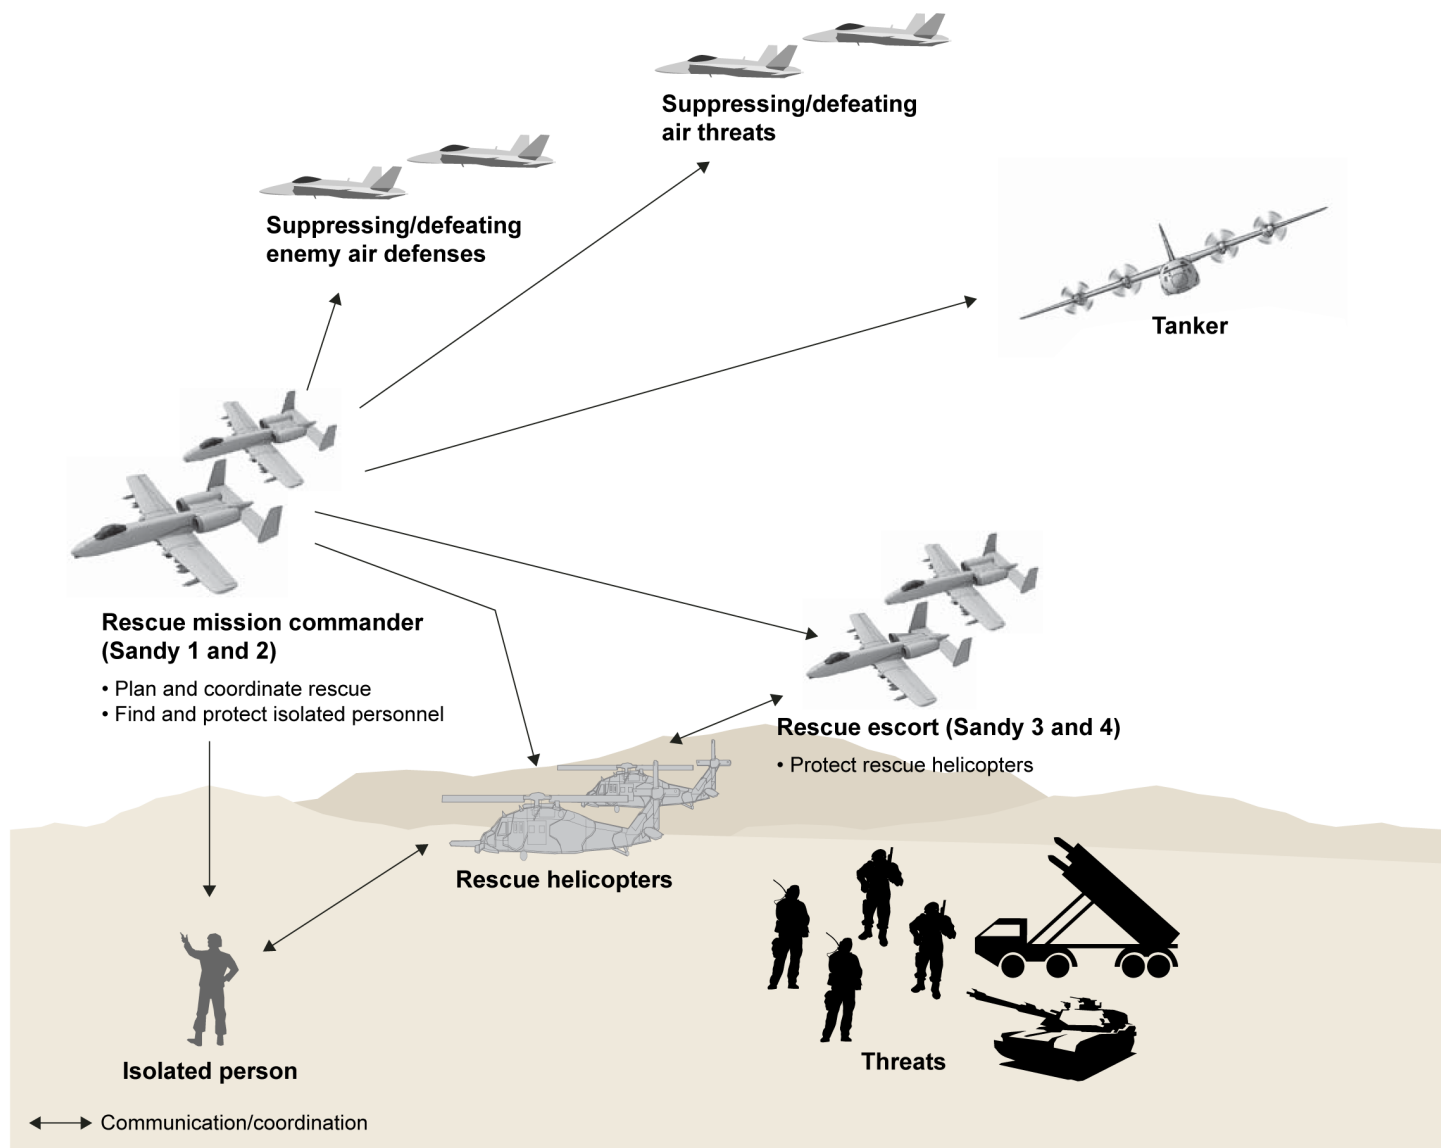 Suppressing/defeating
air threats
Suppressing/defeating
enemy air defenses
Tanker
Rescue mission commander
(Sandy 1 and 2)
• Plan and coordinate rescue
• Find and protect isolated personnel
Rescue escort (Sandy 3 and 4)
• Protect rescue helicopters
Rescue helicopters
Isolated person
Threats
Communication/coordination